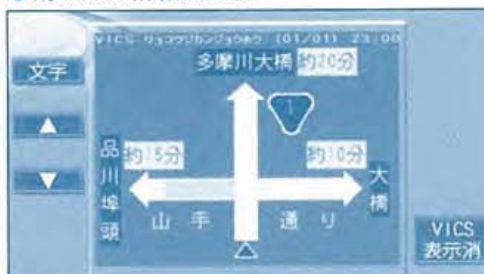 VICS リョコウジカンジョウホウ (01/01) 23:00
文字
多摩川大橋 約20分
1
▲
▼
品川埠頭
約15分
約10分
大橋
山手通り
VICS
表示消